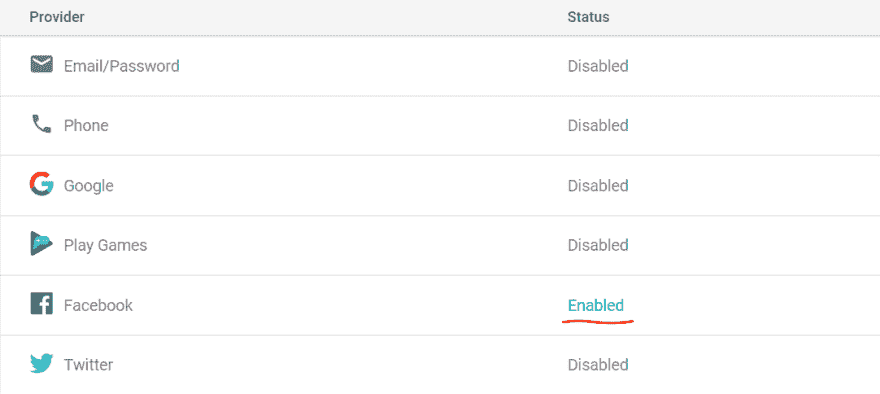 Provider Status
Email/Password Disabled
Phone Disabled
Google Disabled
Play Games Disabled
Facebook Enabled
Twitter Disabled